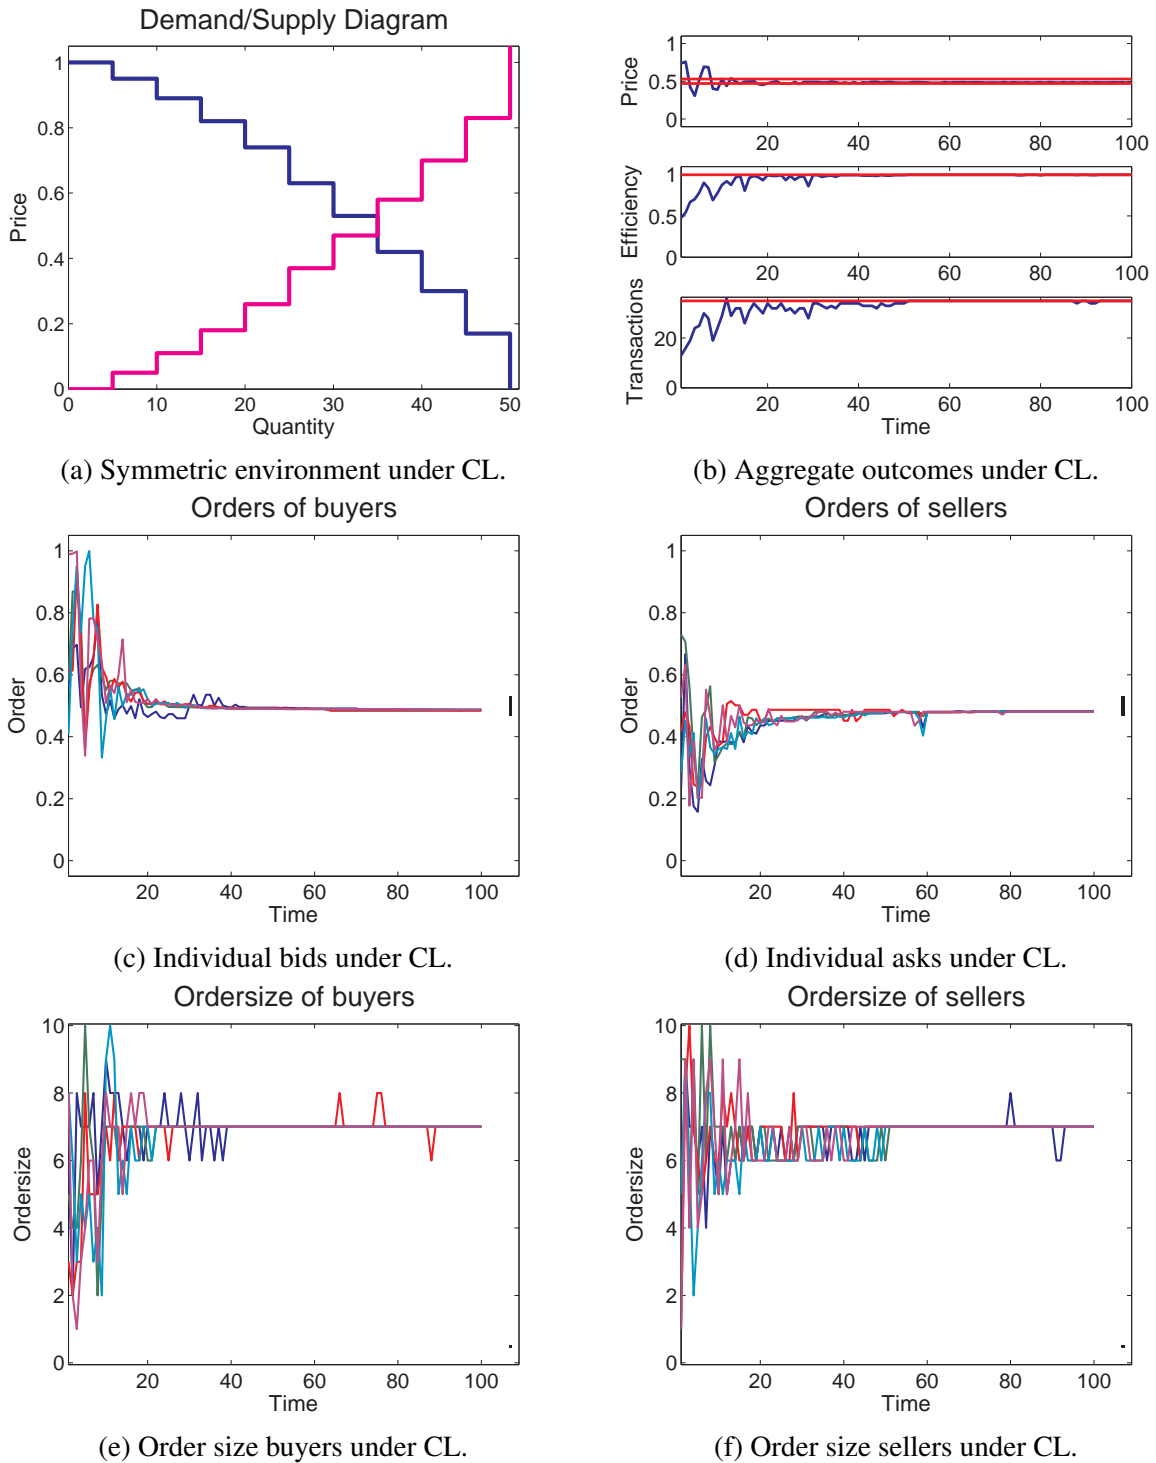 Demand/Supply Diagram
1
0.8
0.6
0.4
0.2
0
Price
0 10 20 30 40 50
Quantity
(a) Symmetric environment under CL.
1
0.5
0
Price
20 40 60 80 100
1
0.5
0
Efficiency
20 40 60 80 100
20
0
Transactions
20 40 60 80 100
Time
(b) Aggregate outcomes under CL.
Orders of buyers
1
0.8
0.6
0.4
0.2
0
Order
20 40 60 80 100
Time
(c) Individual bids under CL.
Orders of sellers
1
0.8
0.6
0.4
0.2
0
Order
20 40 60 80 100
Time
(d) Individual asks under CL.
Ordersize of buyers
10
8
6
4
2
0
Ordersize
20 40 60 80 100
Time
(e) Order size buyers under CL.
Ordersize of sellers
10
8
6
4
2
0
Ordersize
20 40 60 80 100
Time
(f) Order size sellers under CL.